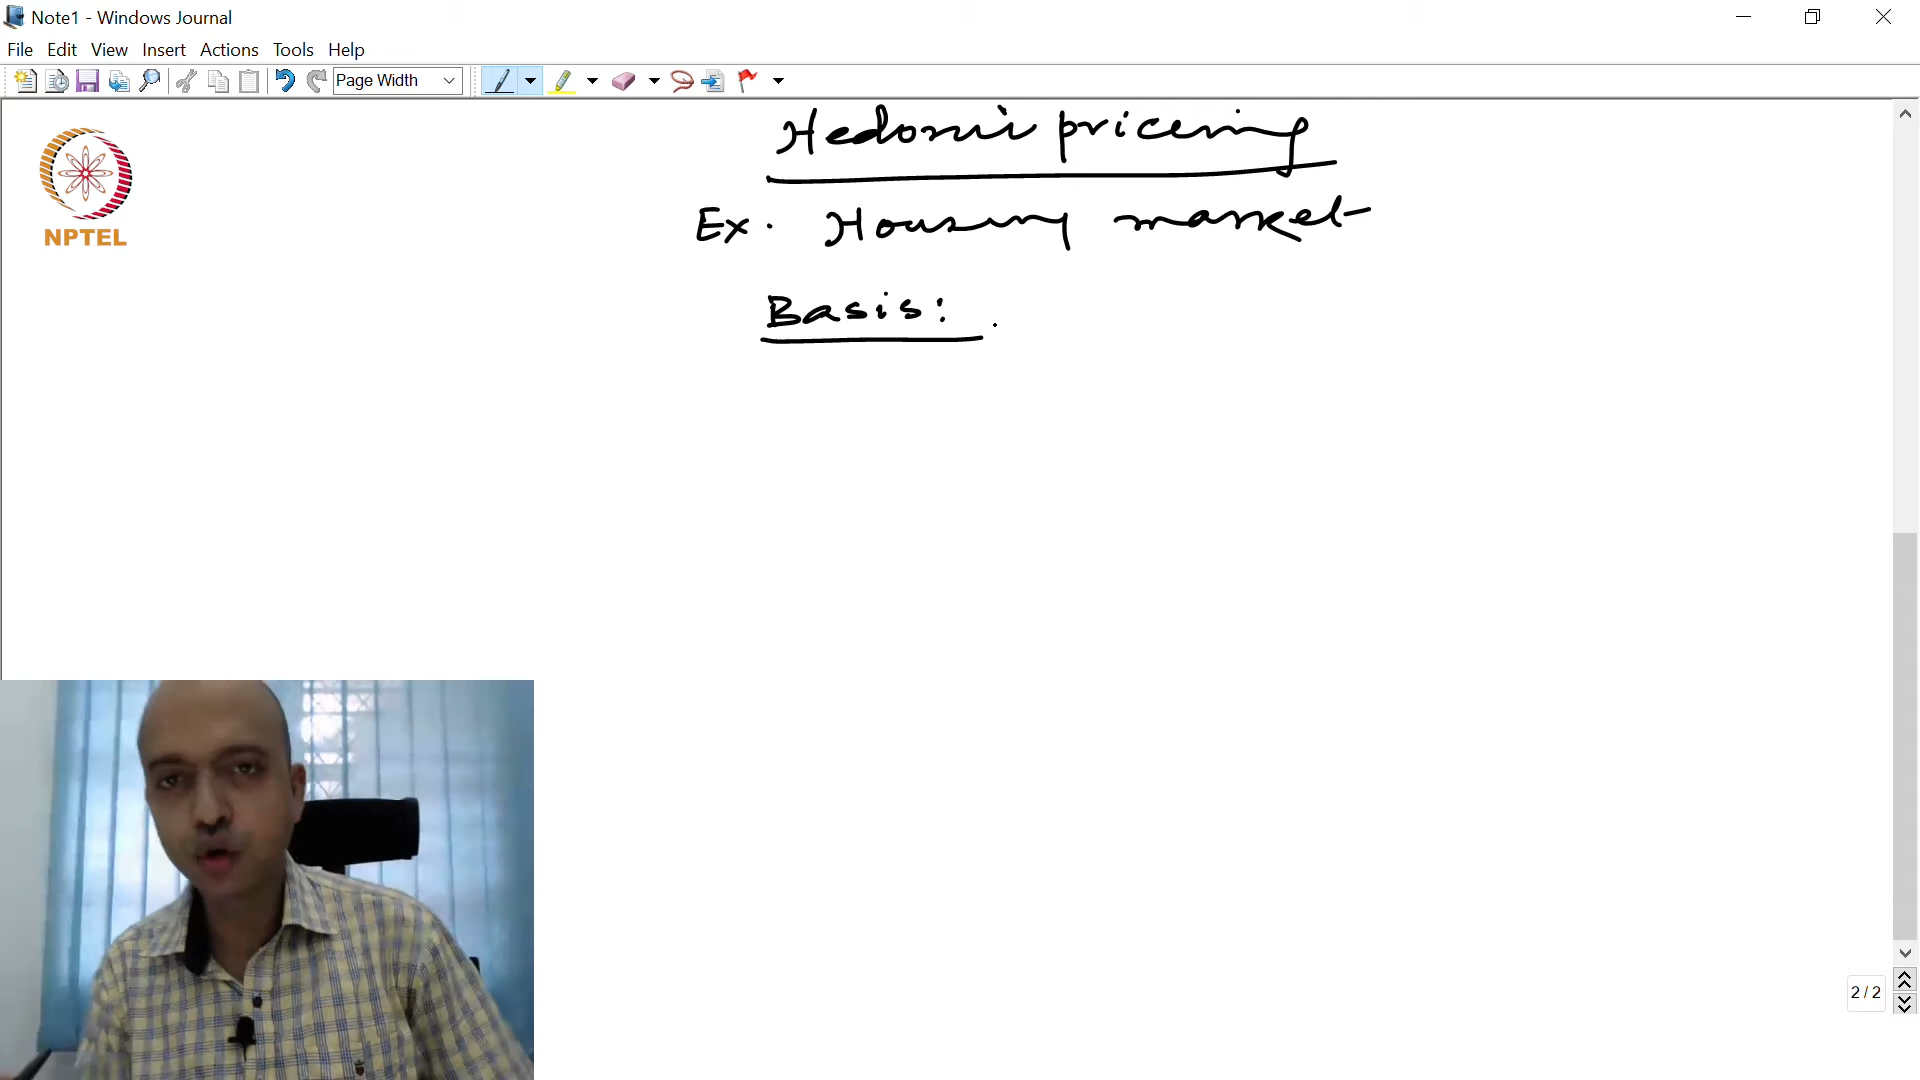 Note1 - Windows Journal
File Edit View Insert Actions Tools Help
Page Width
Hedonic pricering
NPTEL
Ex. Housing market
Basis:
2 / 2